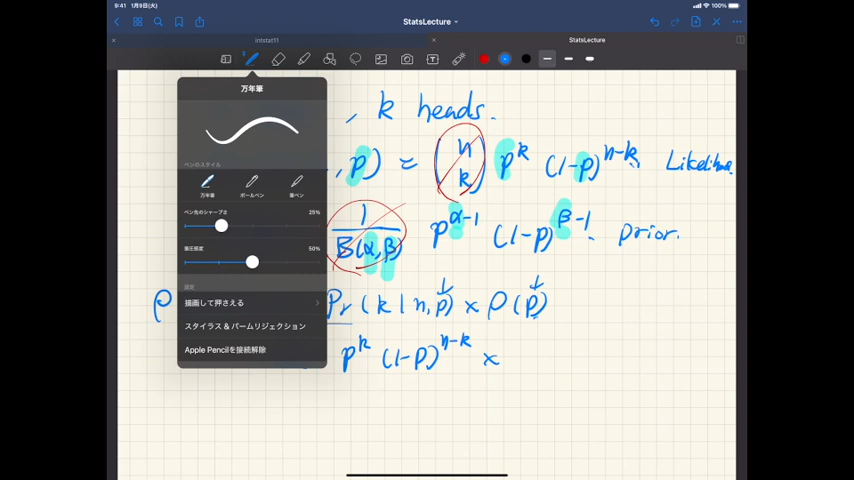 9:41 1月9日(火)
100%
StatsLecture
intstat11
StatsLecture
万年筆
ペンのスタイル
万年筆 ボールペン 筆ペン
ペン先のシャープさ 25%
筆圧感度 50%
設定
描画して押さえる
スタイラス & パームリジェクション
Apple Pencilを接続解除
, k heads.
, p) = (n k) p^k (1-p)^{n-k}. Likelihoo
1/B(α,β) p^{α-1} (1-p)^{β-1}. prior.
ρ Pr(k | n, p) × ρ(p)
p^k (1-p)^{n-k} ×